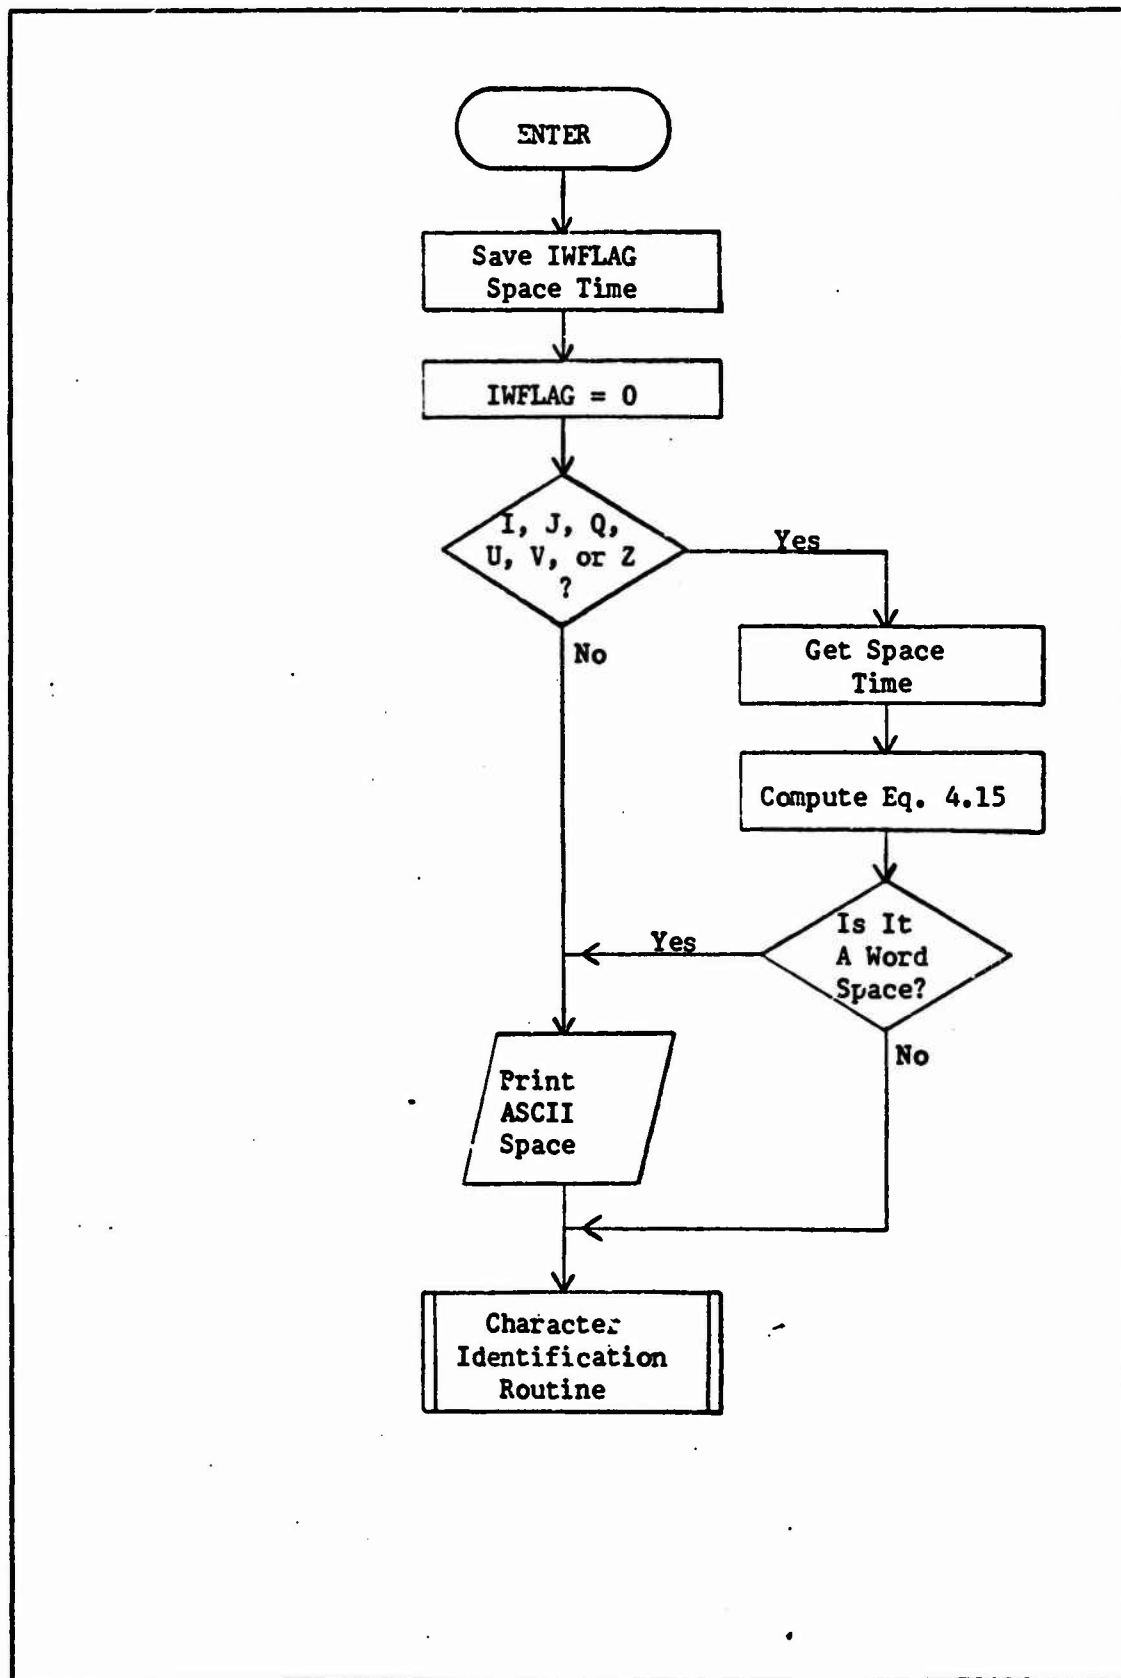 ENTER
Save IWFLAG
Space Time
IWFLAG = 0
I, J, Q,
U, V, or Z
?
Yes
No
Get Space
Time
Compute Eq. 4.15
Is It
A Word
Space?
Yes
No
Print
ASCII
Space
Character
Identification
Routine